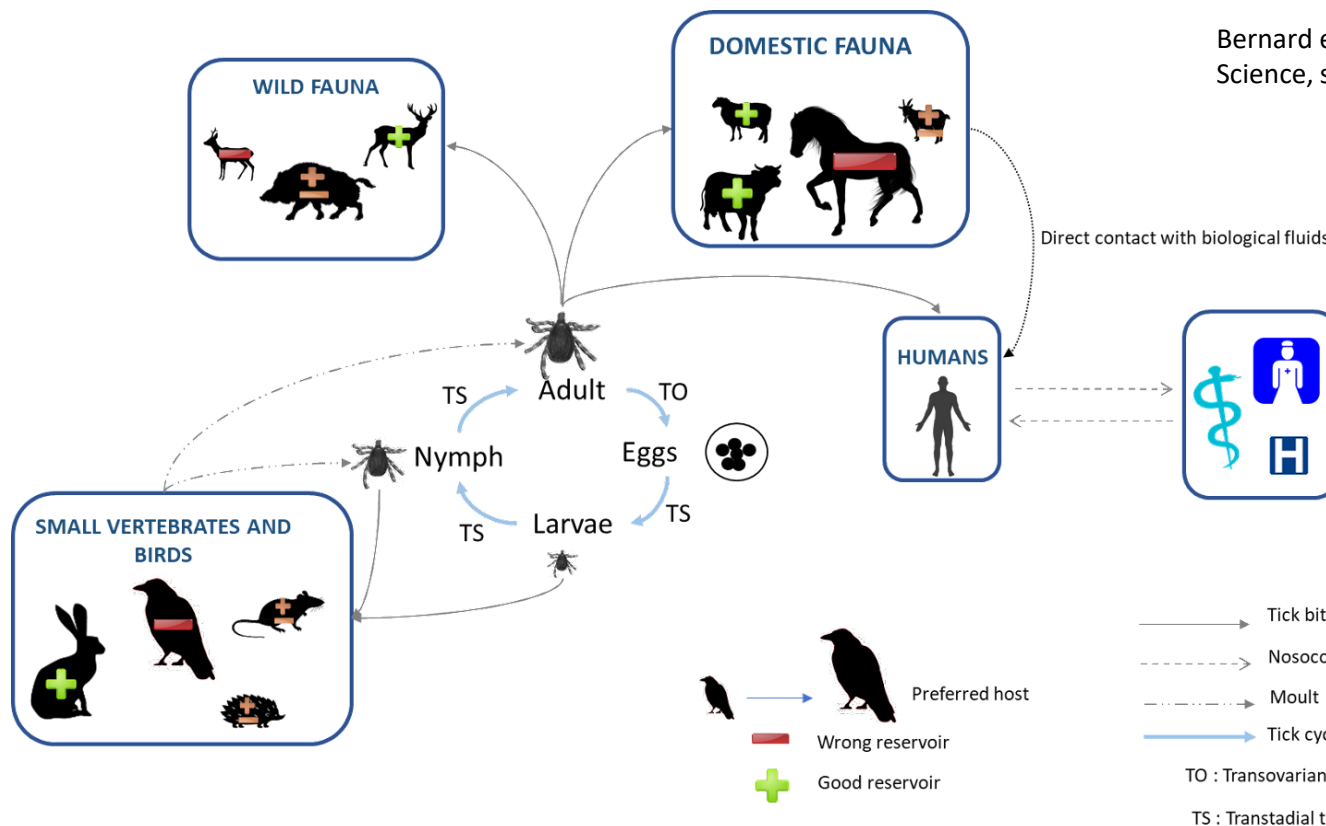 Bernard e
Science, s
DOMESTIC FAUNA
WILD FAUNA
Direct contact with biological fluids
HUMANS
Adult
TS
TO
Nymph
Eggs
TS
Larvae
TS
H
SMALL VERTEBRATES AND
BIRDS
Preferred host
Wrong reservoir
Good reservoir
Tick bit
Nosoco
Moult
Tick cyc
TO : Transovarian
TS : Transtadial t